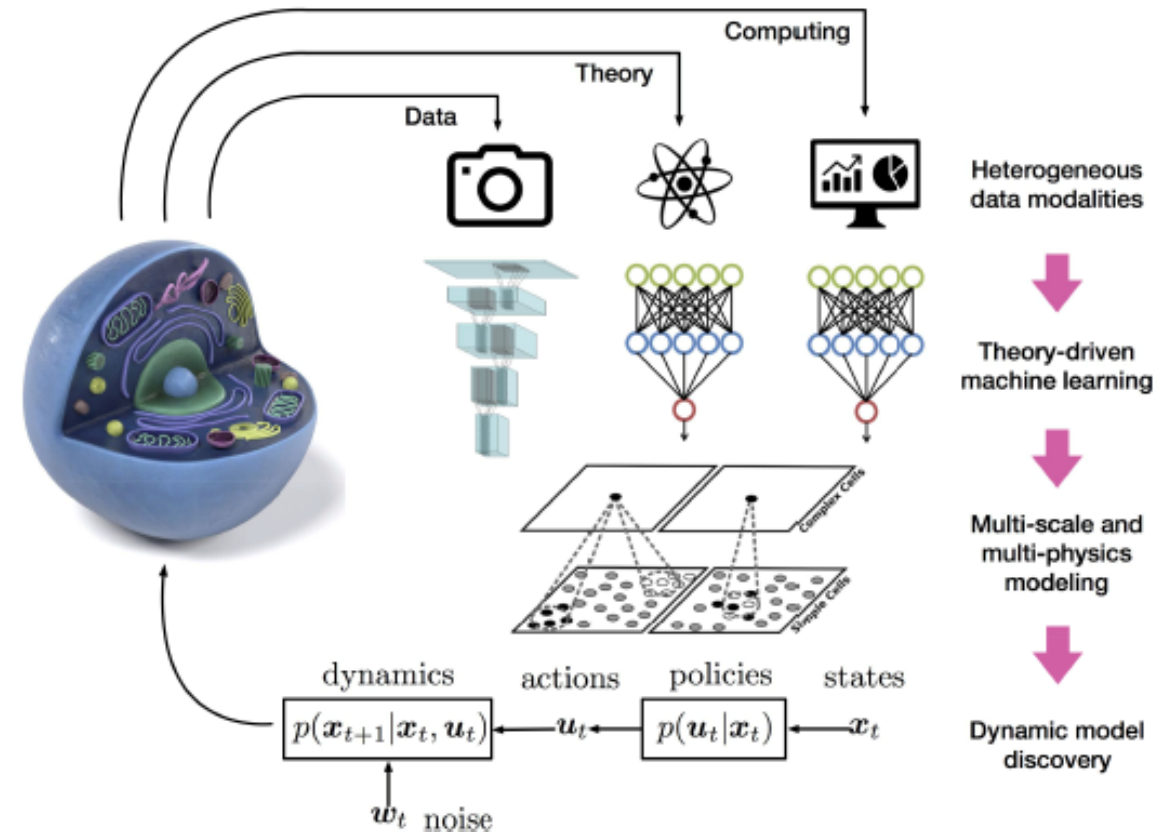 Computing
Theory
Data
Heterogeneous
data modalities
Theory-driven
machine learning
Complex Cells
Simple Cells
Multi-scale and
multi-physics
modeling
dynamics actions policies states
p(x_{t+1}|x_t, u_t) u_t p(u_t|x_t) x_t
w_t noise
Dynamic model
discovery